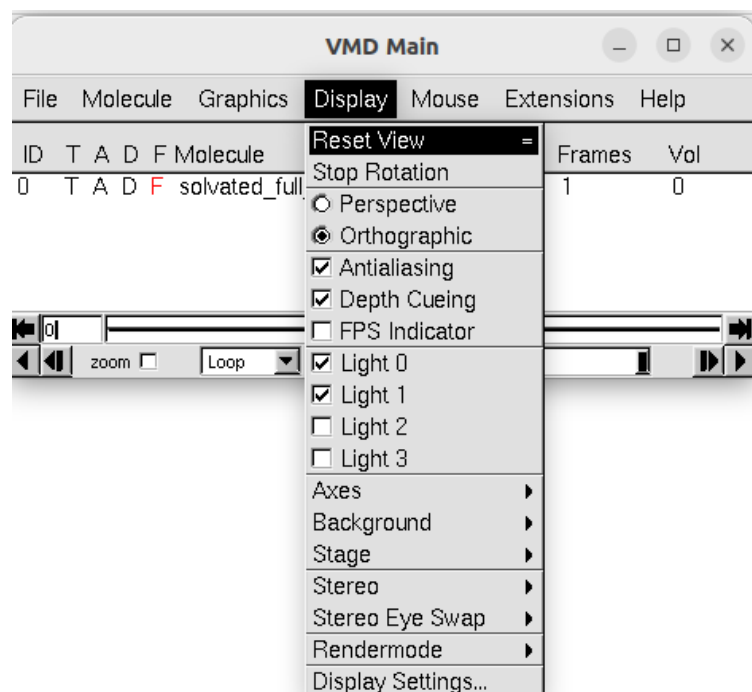 VMD Main
File Molecule Graphics Display Mouse Extensions Help
ID T A D F Molecule Frames Vol
0 T A D F solvated_full_ 1 0
0
zoom Loop
Reset View =
Stop Rotation
Perspective
Orthographic
Antialiasing
Depth Cueing
FPS Indicator
Light 0
Light 1
Light 2
Light 3
Axes
Background
Stage
Stereo
Stereo Eye Swap
Rendermode
Display Settings...